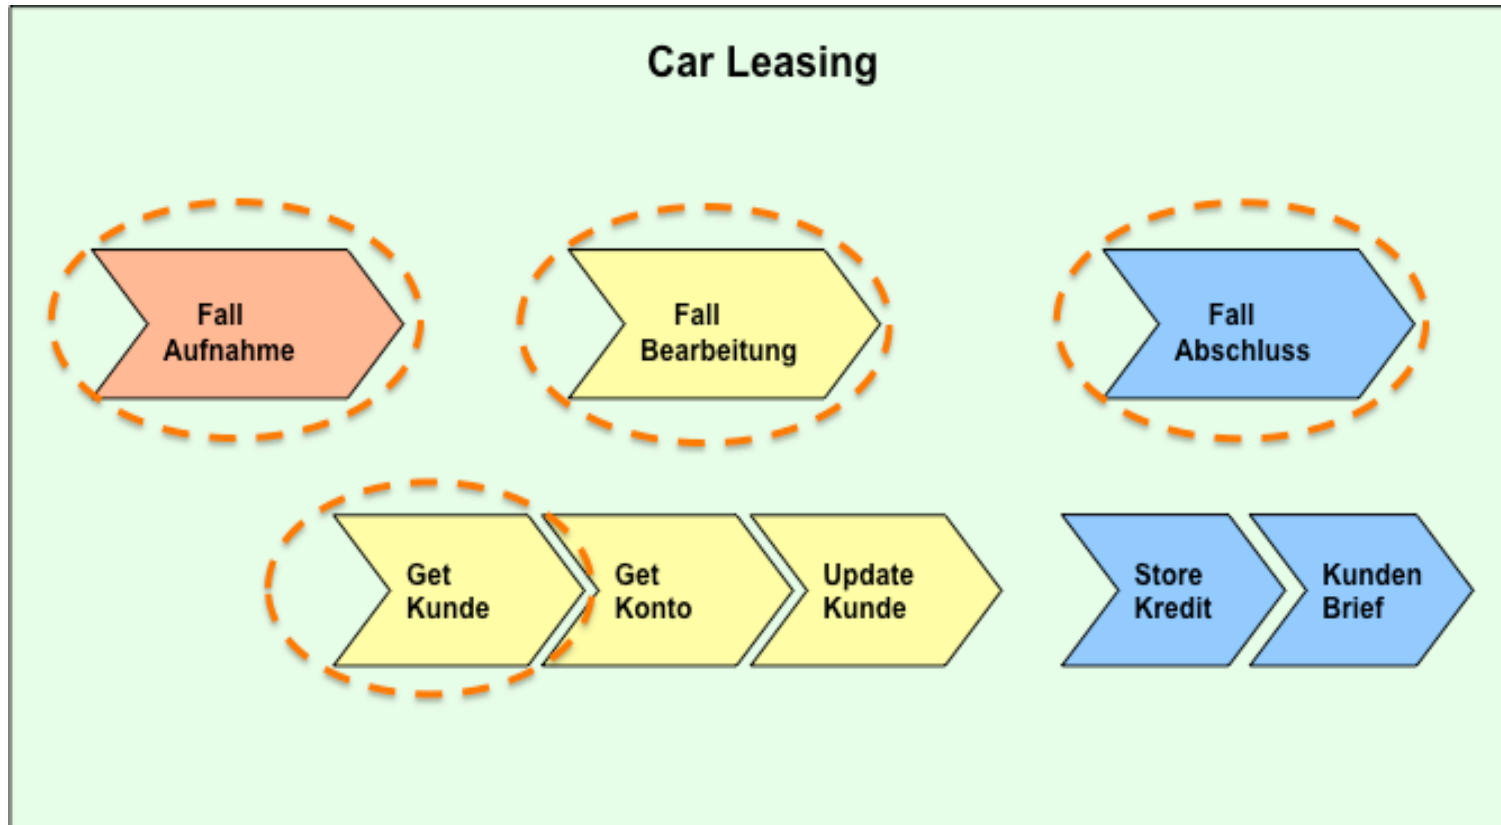 Car Leasing
Fall
Aufnahme
Fall
Bearbeitung
Fall
Abschluss
Get
Kunde
Get
Konto
Update
Kunde
Store
Kredit
Kunden
Brief